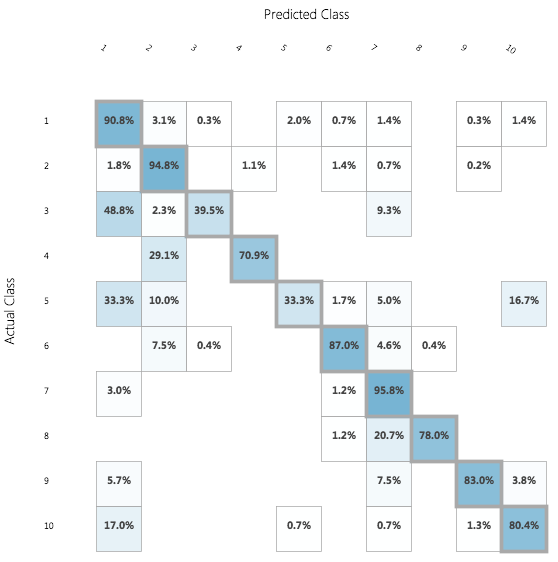 Predicted Class
1 2 3 4 5 6 7 8 9 10
1 90.8% 3.1% 0.3% 2.0% 0.7% 1.4% 0.3% 1.4%
2 1.8% 94.8% 1.1% 1.4% 0.7% 0.2%
3 48.8% 2.3% 39.5% 9.3%
4 29.1% 70.9%
Actual Class
5 33.3% 10.0% 33.3% 1.7% 5.0% 16.7%
6 7.5% 0.4% 87.0% 4.6% 0.4%
7 3.0% 1.2% 95.8%
8 1.2% 20.7% 78.0%
9 5.7% 7.5% 83.0% 3.8%
10 17.0% 0.7% 0.7% 1.3% 80.4%